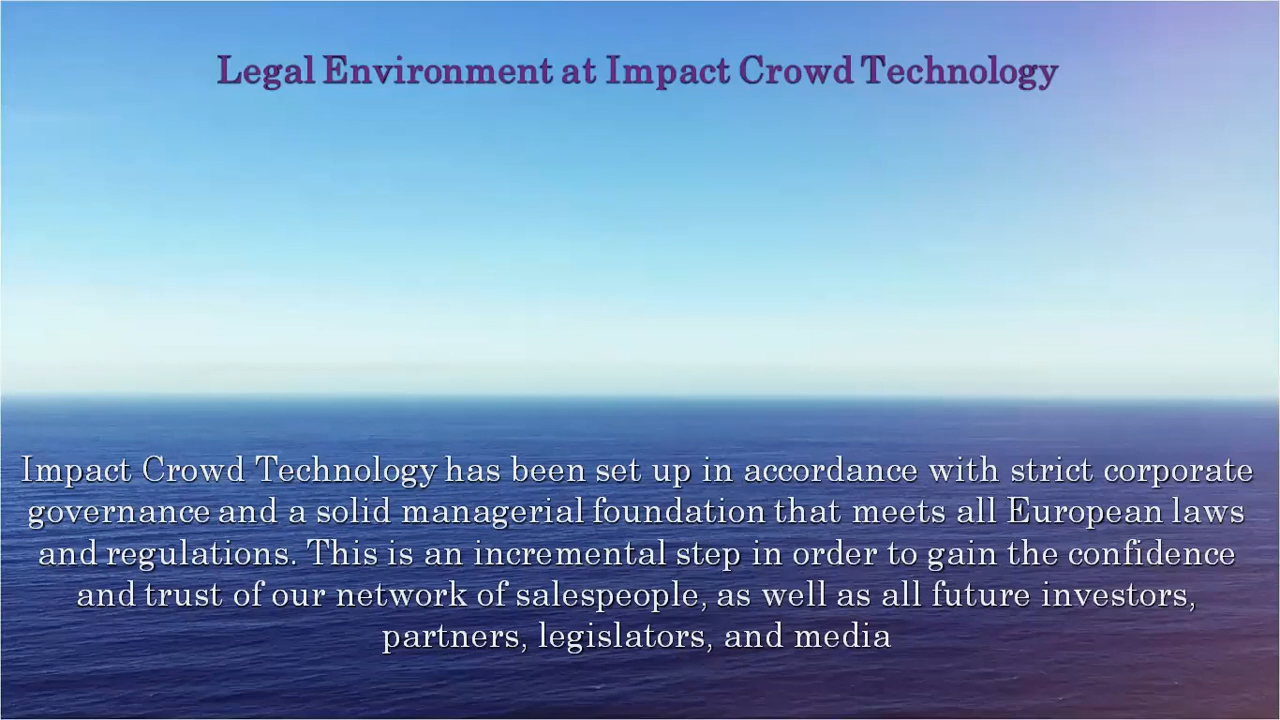 Legal Environment at Impact Crowd Technology
Impact Crowd Technology has been set up in accordance with strict corporate
governance and a solid managerial foundation that meets all European laws
and regulations. This is an incremental step in order to gain the confidence
and trust of our network of salespeople, as well as all future investors,
partners, legislators, and media